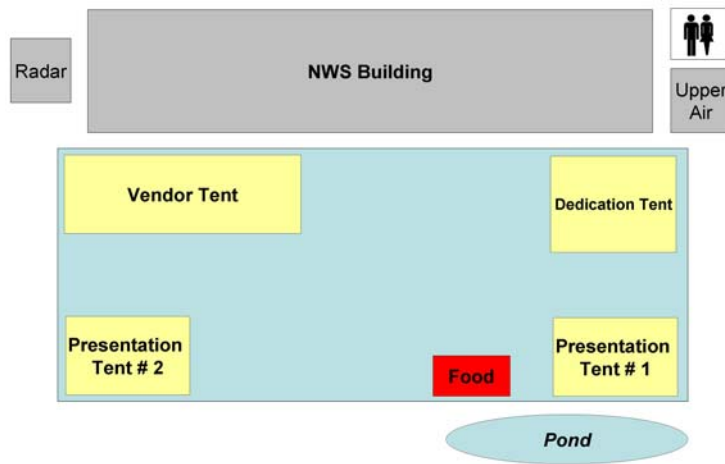 Radar
NWS Building
Upper
Air
Vendor Tent
Dedication Tent
Presentation
Tent # 2
Food
Presentation
Tent # 1
Pond